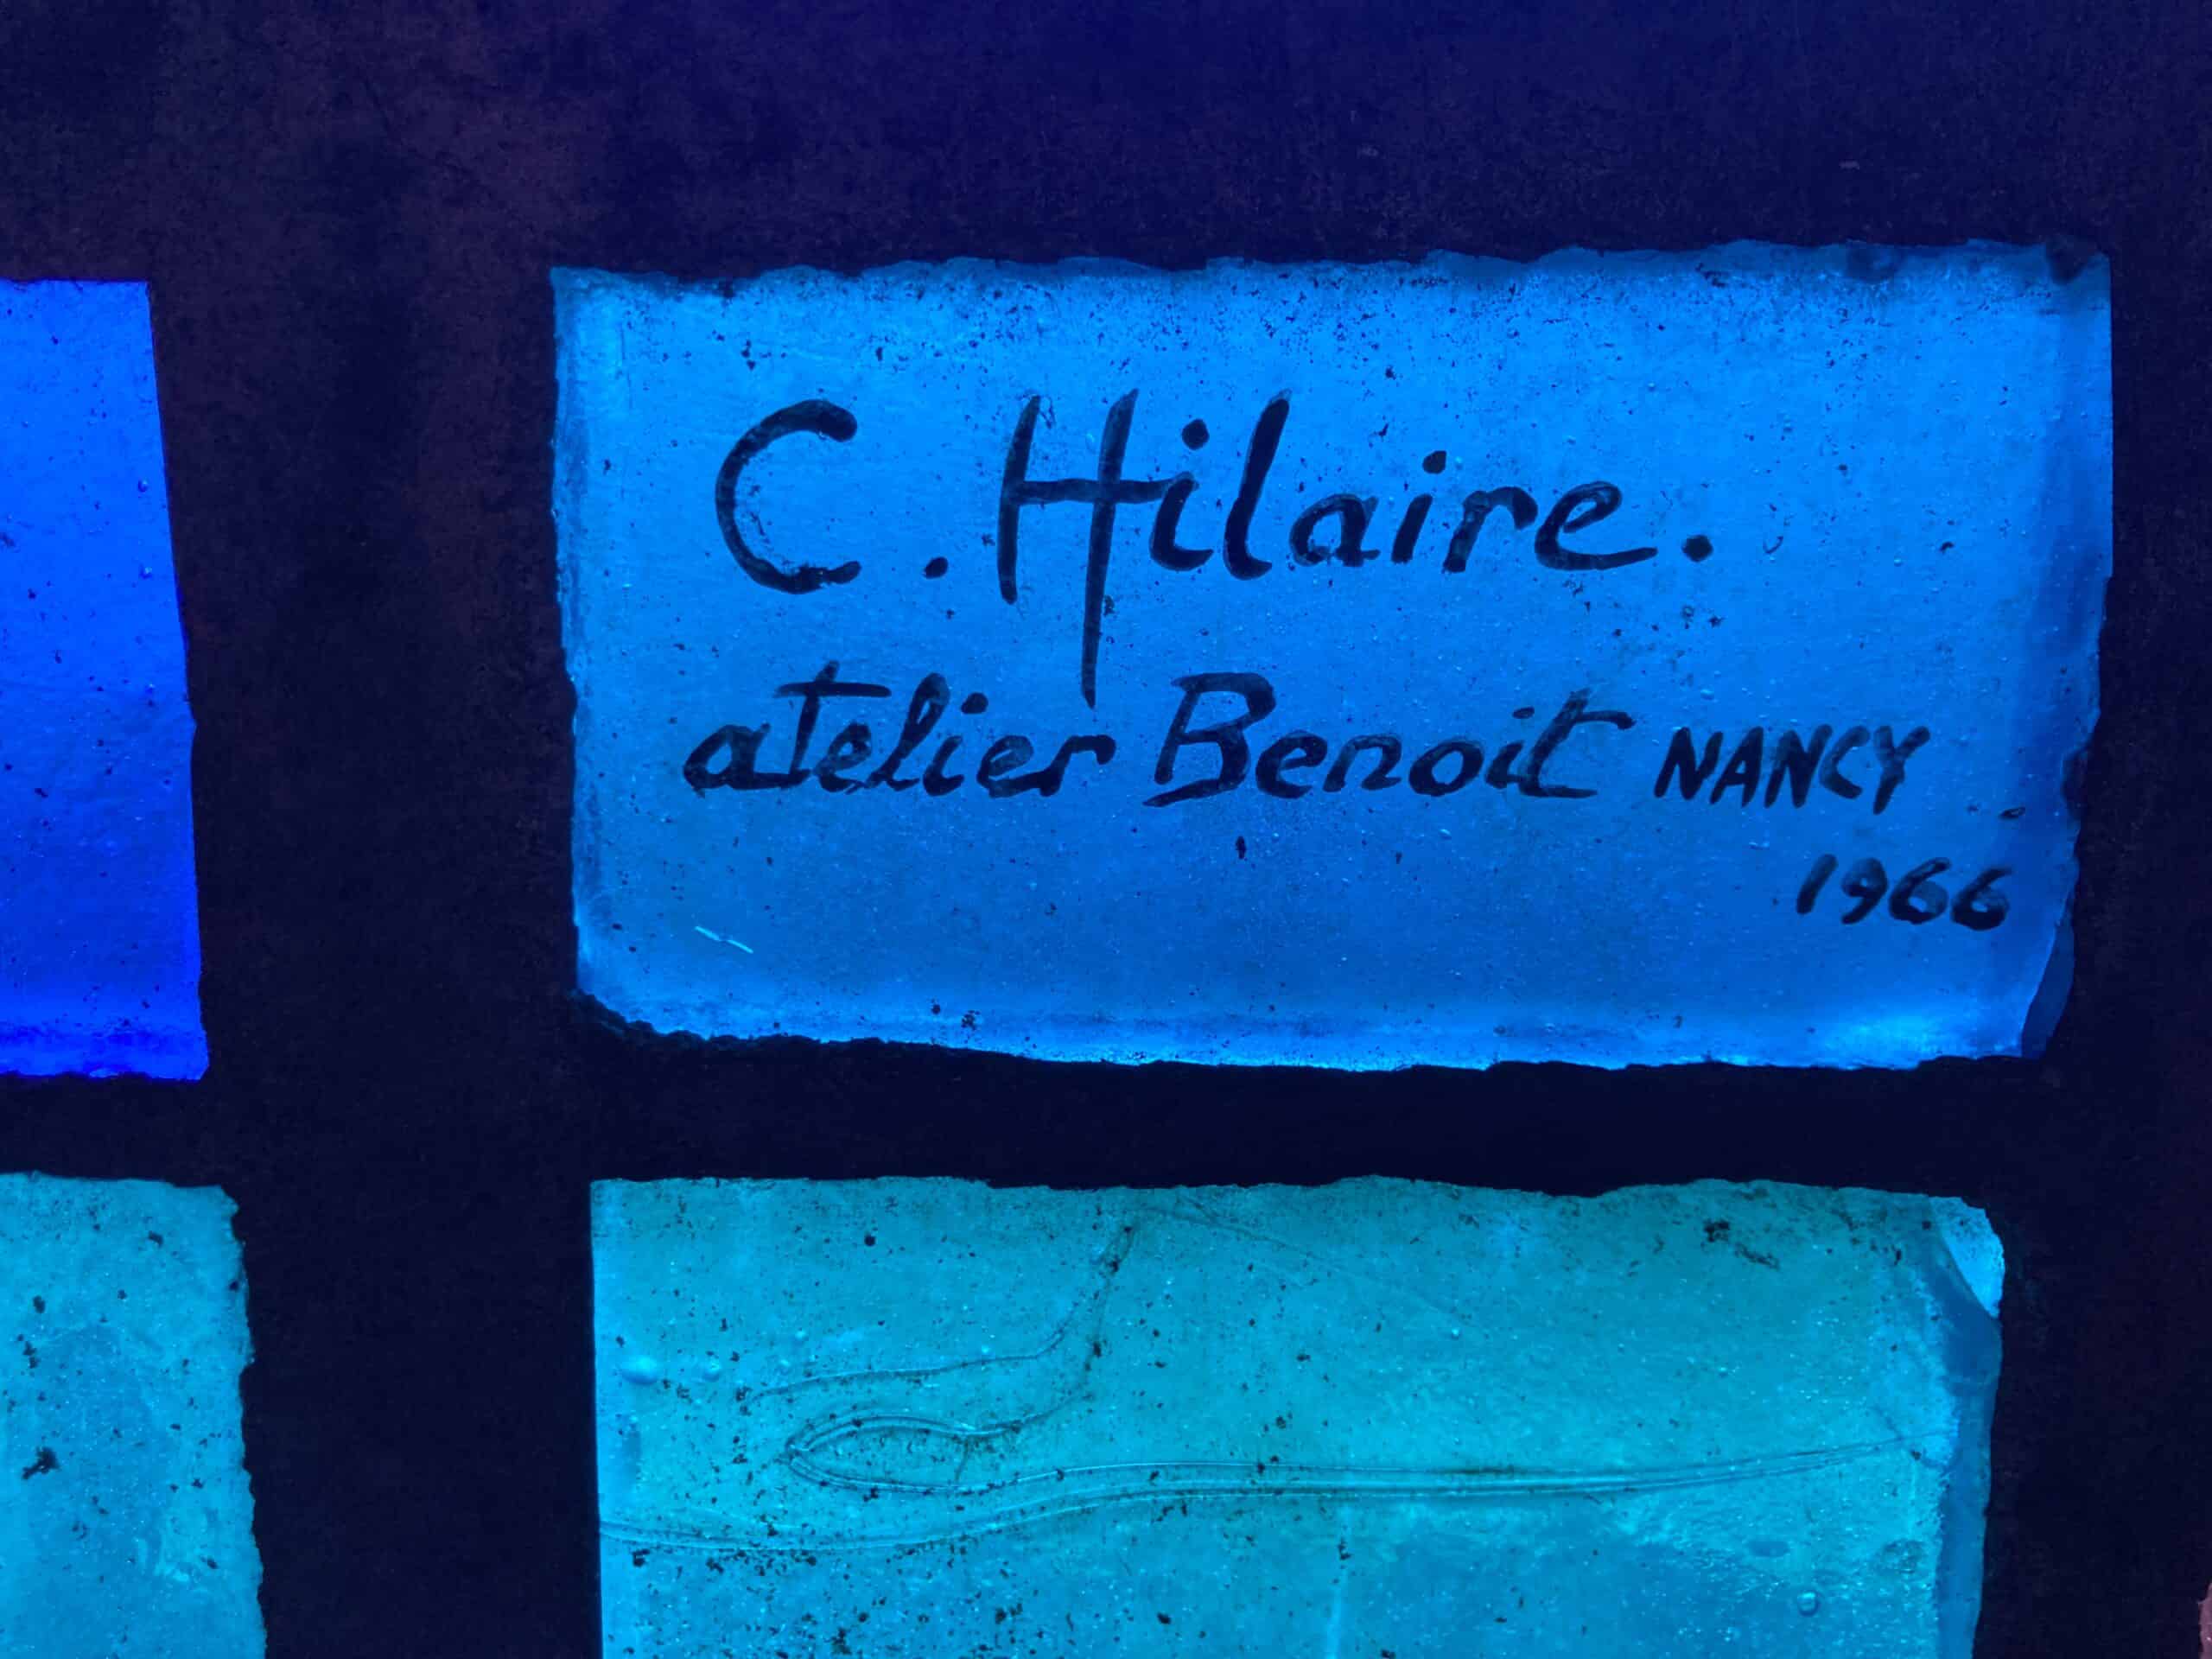 C. Hilaire.
atelier Benoit NANCY
1966